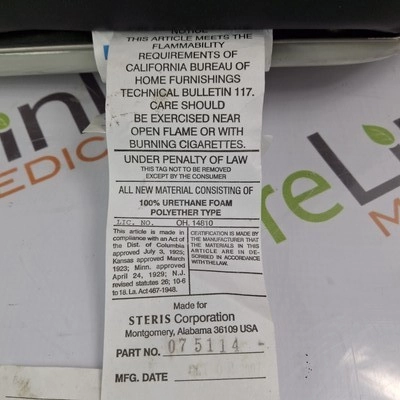 NOTICE
THIS ARTICLE MEETS THE
FLAMMABILITY
REQUIREMENTS OF
CALIFORNIA BUREAU OF
HOME FURNISHINGS
TECHNICAL BULLETIN 117.
CARE SHOULD
BE EXERCISED NEAR
OPEN FLAME OR WITH
BURNING CIGARETTES.
UNDER PENALTY OF LAW
THIS TAG NOT TO BE REMOVED
EXCEPT BY THE CONSUMER
ALL NEW MATERIAL CONSISTING OF
100% URETHANE FOAM
POLYETHER TYPE
LIC. NO. OH 14810
This article is made in
compliance with an Act of
the Dist. of Columbia
approved July 3, 1925;
Kansas approved March
1923; Minn. approved
April 24, 1929; N.J.
revised statutes 26; 10-6
to 18. La. Act 467-1948.
CERTIFICATION IS MADE BY
THE MANUFACTURER THAT
THE MATERIALS IN THIS
ARTICLE ARE DE-
SCRIBED IN ACCORDANCE
WITH THE LAW.
Made for
STERIS Corporation
Montgomery, Alabama 36109 USA
PART NO. 075114
MFG. DATE
MEDIC